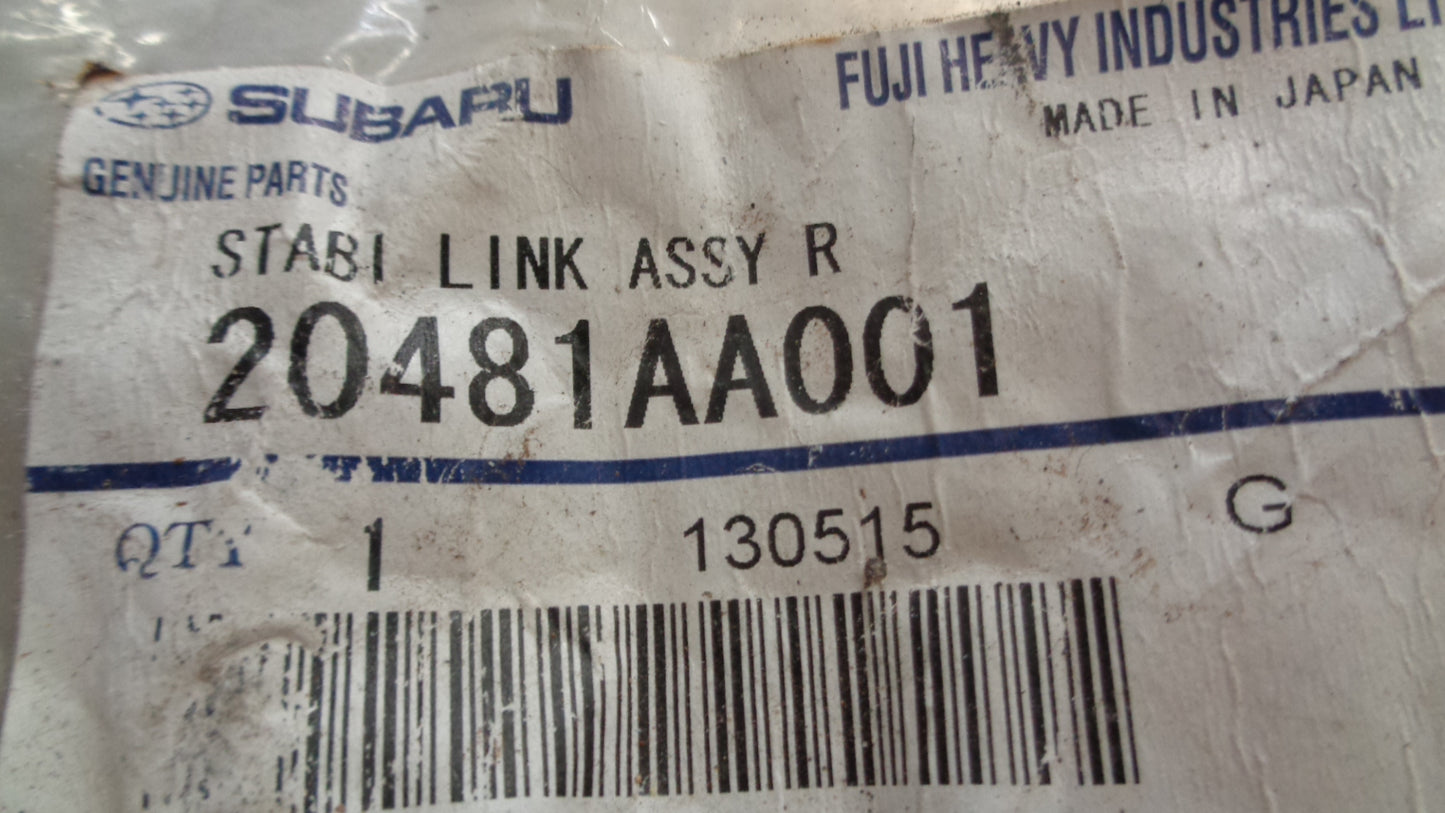 SUBARU
FUJI HEAVY INDUSTRIES
MADE IN JAPAN
GENUINE PARTS
STABI LINK ASSY R
20481AA001
QTY 1 130515 G